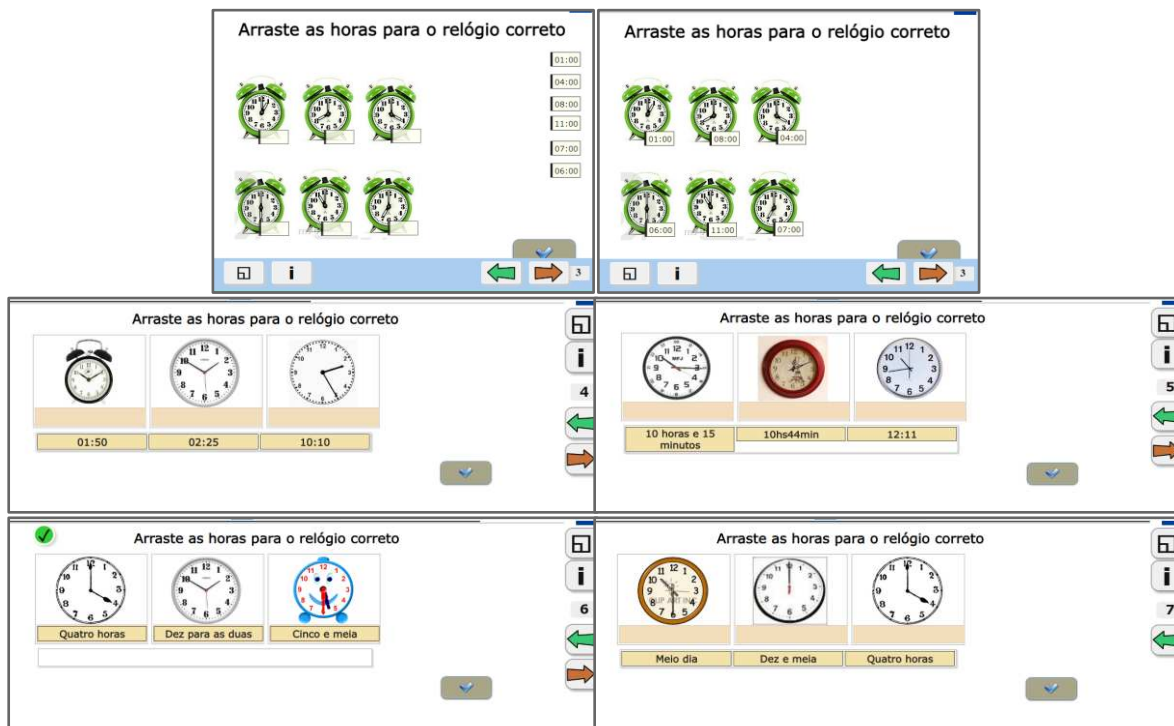 Arraste as horas para o relógio correto
01:00
04:00
08:00
11:00
07:00
06:00
i
3
Arraste as horas para o relógio correto
01:00
08:00
04:00
06:00
11:00
07:00
i
3
Arraste as horas para o relógio correto
01:50
02:25
10:10
i
4
Arraste as horas para o relógio correto
MFJ
10 horas e 15
minutos
10hs44min
12:11
i
5
Arraste as horas para o relógio correto
Quatro horas
Dez para as duas
Cinco e meia
i
6
Arraste as horas para o relógio correto
Meio dia
Dez e meia
Quatro horas
i
7